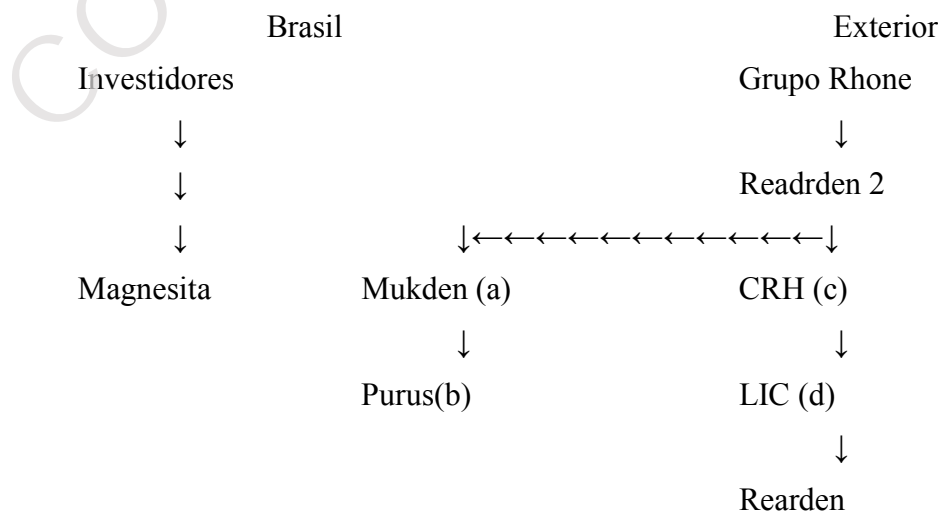 Brasil Exterior
Investidores Grupo Rhone
↓ ↓
↓ Readrden 2
↓ ↓←←←←←←←←←←←↓
Magnesita Mukden (a) CRH (c)
↓ ↓
Purus(b) LIC (d)
↓
Rearden